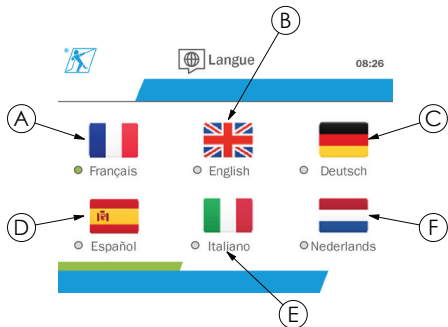 B
Langue
08:26
A
C
Français
English
Deutsch
D
F
Español
Italiano
Nederlands
E